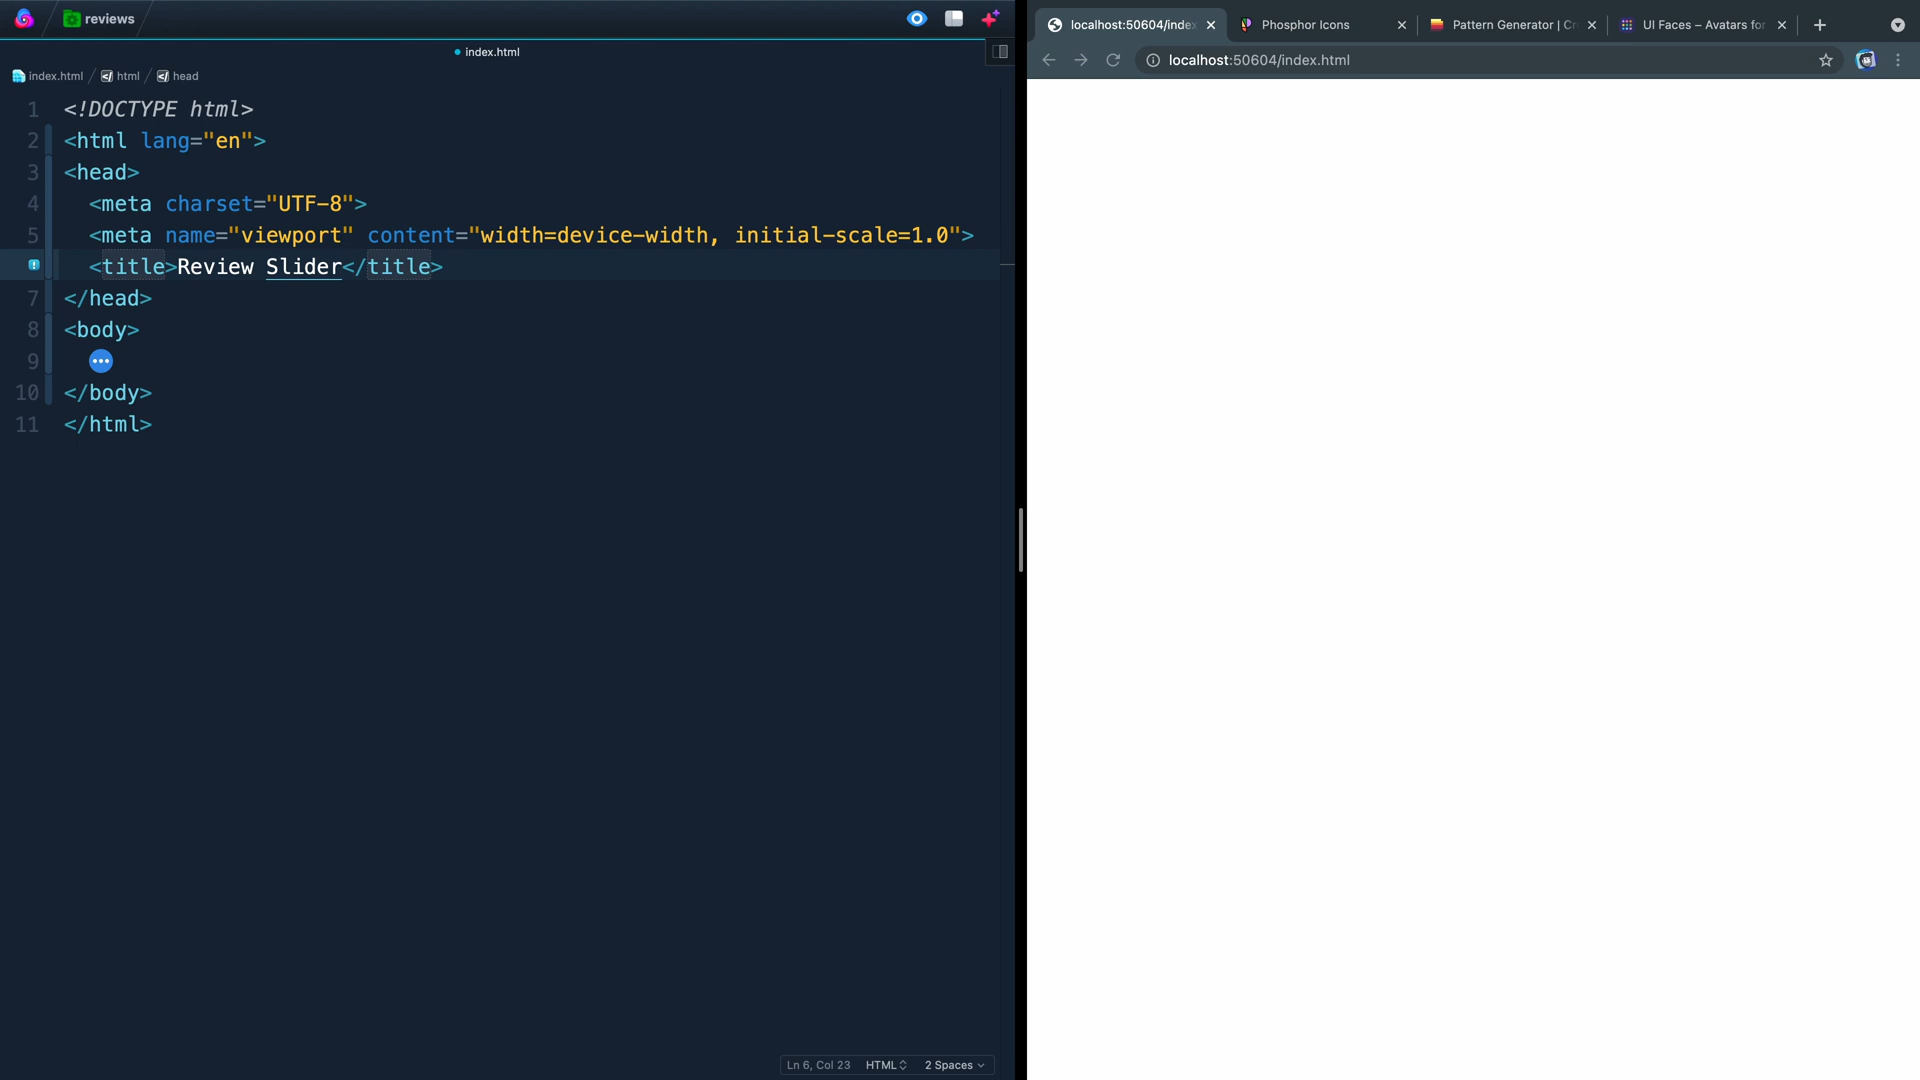 reviews
index.html
index.html / html / head
1 <!DOCTYPE html>
2 <html lang="en">
3 <head>
4 <meta charset="UTF-8">
5 <meta name="viewport" content="width=device-width, initial-scale=1.0">
<title>Review Slider</title>
7 </head>
8 <body>
9
10 </body>
11 </html>
Ln 6, Col 23 HTML 2 Spaces
localhost:50604/index Phosphor Icons Pattern Generator | Cr UI Faces – Avatars for
localhost:50604/index.html